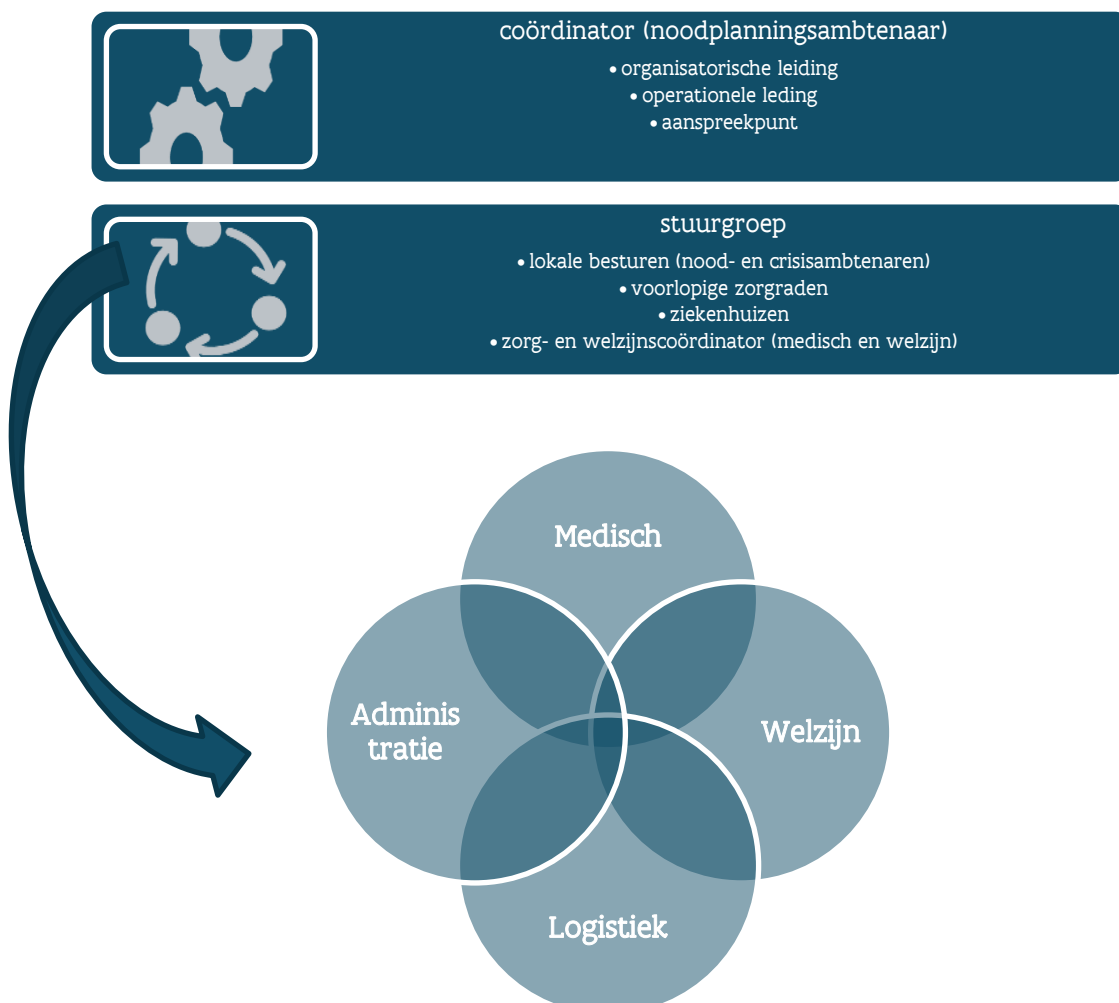 coördinator (noodplanningsambtenaar)
• organisatorische leiding
• operationele leding
• aanspreekpunt
stuurgroep
• lokale besturen (nood- en crisisambtenaren)
• voorlopige zorgraden
• ziekenhuizen
• zorg- en welzijnscoördinator (medisch en welzijn)
Medisch
Adminis
tratie
Welzijn
Logistiek